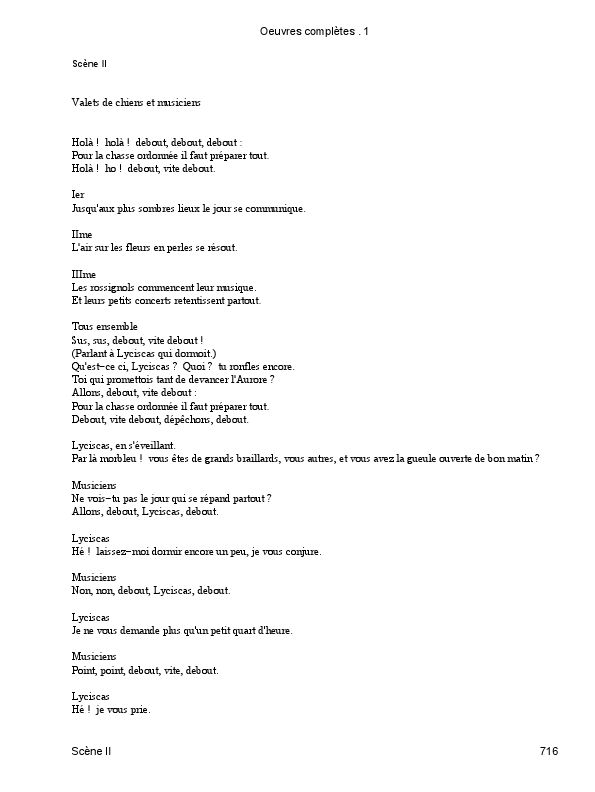 Oeuvres complètes . 1
Scène II
Valets de chiens et musiciens
Holà ! holà ! debout, debout, debout :
Pour la chasse ordonnée il faut préparer tout.
Holà ! ho ! debout, vite debout.
Ier
Jusqu'aux plus sombres lieux le jour se communique.
IIme
L'air sur les fleurs en perles se résout.
IIIme
Les rossignols commencent leur musique.
Et leurs petits concerts retentissent partout.
Tous ensemble
Sus, sus, debout, vite debout !
(Parlant à Lyciscas qui dormoit.)
Qu'est-ce ci, Lyciscas ? Quoi ? tu ronfles encore.
Toi qui promettois tant de devancer l'Aurore ?
Allons, debout, vite debout :
Pour la chasse ordonnée il faut préparer tout.
Debout, vite debout, dépêchons, debout.
Lyciscas, en s'éveillant.
Par là morbleu ! vous êtes de grands braillards, vous autres, et vous avez la gueule ouverte de bon matin ?
Musiciens
Ne vois-tu pas le jour qui se répand partout ?
Allons, debout, Lyciscas, debout.
Lyciscas
Hé ! laissez-moi dormir encore un peu, je vous conjure.
Musiciens
Non, non, debout, Lyciscas, debout.
Lyciscas
Je ne vous demande plus qu'un petit quart d'heure.
Musiciens
Point, point, debout, vite, debout.
Lyciscas
Hé ! je vous prie.
Scène II
716